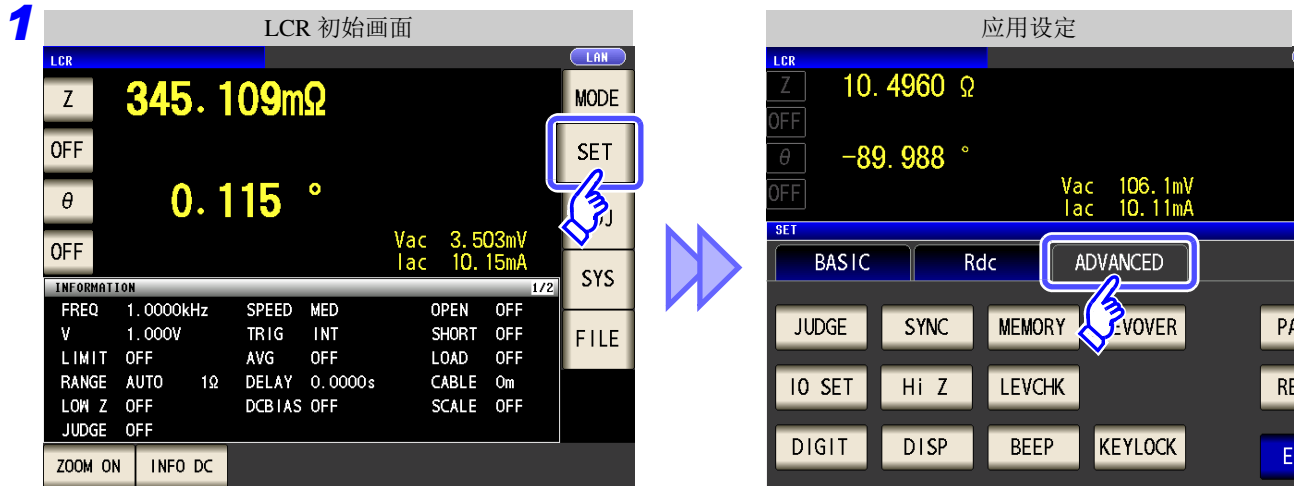 1
LCR 初始画面
LCR
LAN
Z
345.109mΩ
MODE
OFF
SET
θ
0.115 °
OFF
Vac 3.503mV
Iac 10.15mA
SYS
INFORMATION 1/2
FREQ 1.0000kHz SPEED MED OPEN OFF
V 1.000V TRIG INT SHORT OFF
LIMIT OFF AVG OFF LOAD OFF
RANGE AUTO 1Ω DELAY 0.0000s CABLE 0m
LOW Z OFF DCBIAS OFF SCALE OFF
JUDGE OFF
FILE
ZOOM ON INFO DC
应用设定
LCR
Z 10.4960 Ω
OFF
θ -89.988 °
OFF
Vac 106.1mV
Iac 10.11mA
SET
BASIC Rdc ADVANCED
JUDGE SYNC MEMORY
IO SET Hi Z LEVCHK
DIGIT DISP BEEP KEYLOCK